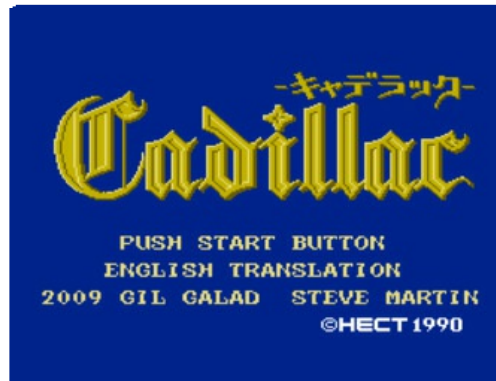 -キャデラック-
Cadillac
PUSH START BUTTON
ENGLISH TRANSLATION
2009 GIL GALAD STEVE MARTIN
©HECT 1990